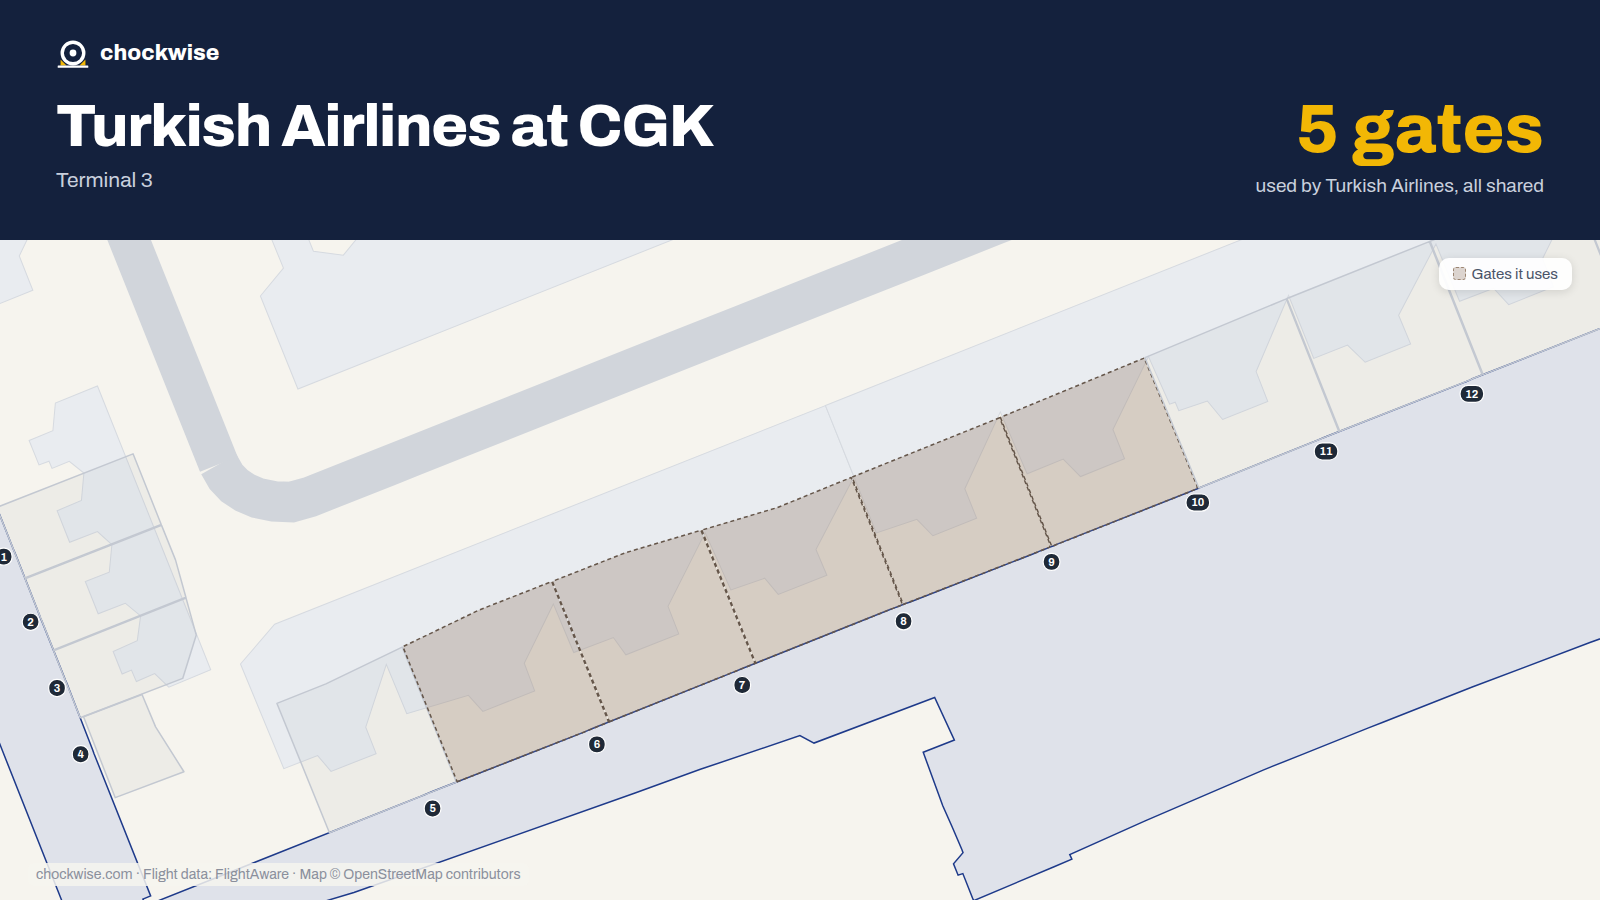 chockwise
Turkish Airlines at CGK
Terminal 3
5 gates
used by Turkish Airlines, all shared
Gates it uses
12
11
10
9
8
7
6
5
1
2
3
4
chockwise.com · Flight data: FlightAware · Map © OpenStreetMap contributors